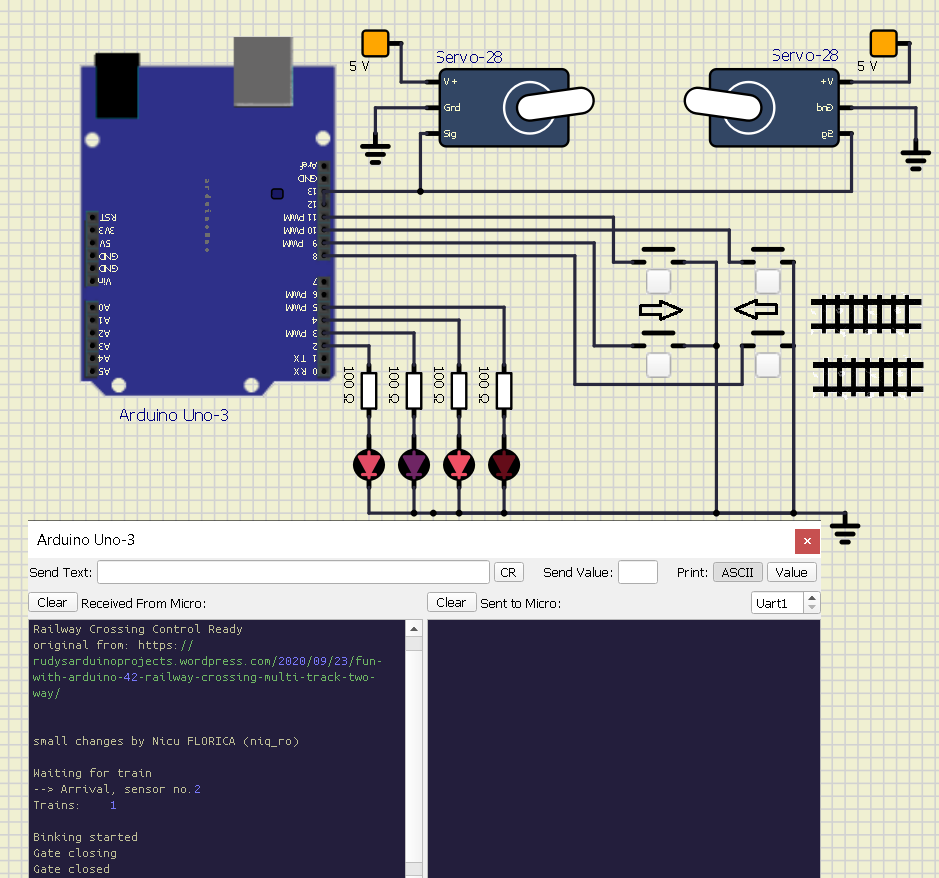 Servo-28
Servo-28
5 V
5 V
V+
Grd
Sig
V+
Grd
Sig
Aref
GND
13
12
11 PWM
10 PWM
9 PWM
8
7
6 PWM
5 PWM
4
3 PWM
2
1 TX
0 RX
RST
3V3
5V
GND
GND
Vin
A0
A1
A2
A3
A4
A5
arduino
Arduino Uno-3
100 Ω
100 Ω
100 Ω
100 Ω
Arduino Uno-3
×
Send Text:
CR
Send Value:
Print:
ASCII
Value
Clear
Received From Micro:
Clear
Sent to Micro:
Uart1
Railway Crossing Control Ready
original from: https://
rudysarduinoprojects.wordpress.com/2020/09/23/fun-
with-arduino-42-railway-crossing-multi-track-two-
way/
small changes by Nicu FLORICA (niq_ro)
Waiting for train
--> Arrival, sensor no.2
Trains: 1
Binking started
Gate closing
Gate closed